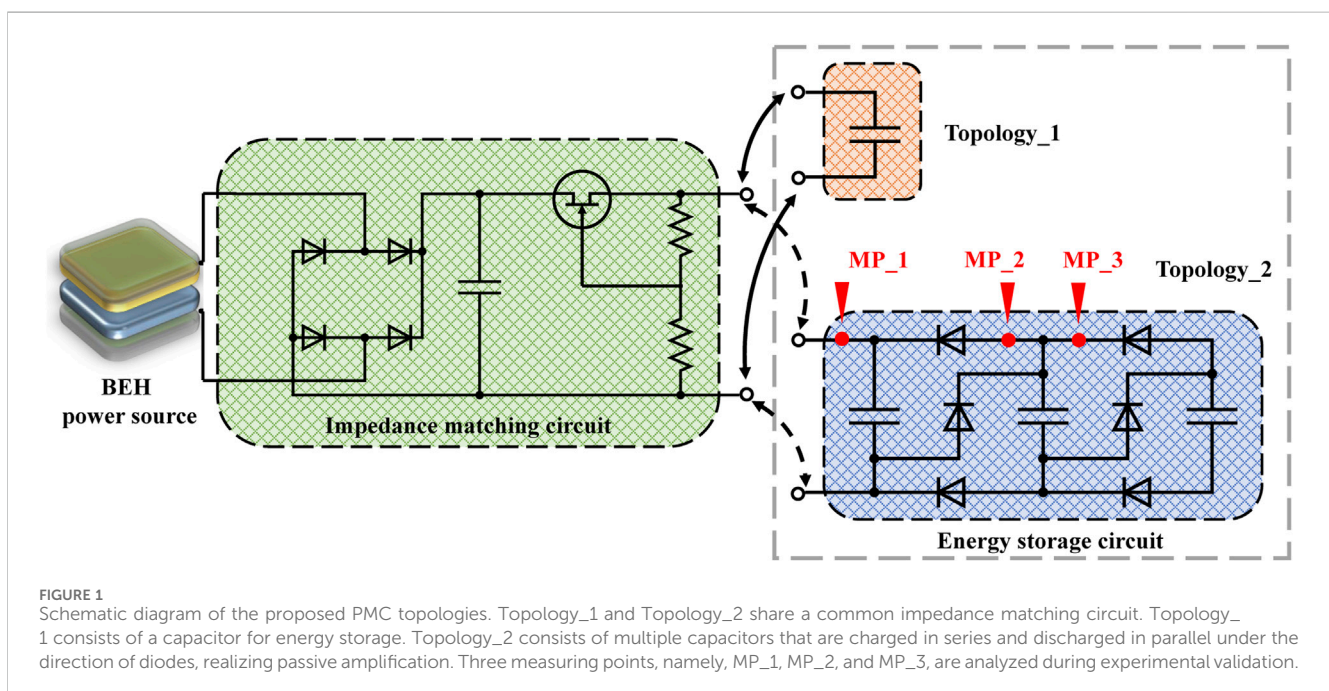 Topology_1
MP_1
MP_2
MP_3
Topology_2
BEH
power source
Impedance matching circuit
Energy storage circuit
FIGURE 1
Schematic diagram of the proposed PMC topologies. Topology_1 and Topology_2 share a common impedance matching circuit. Topology_
1 consists of a capacitor for energy storage. Topology_2 consists of multiple capacitors that are charged in series and discharged in parallel under the
direction of diodes, realizing passive amplification. Three measuring points, namely, MP_1, MP_2, and MP_3, are analyzed during experimental validation.